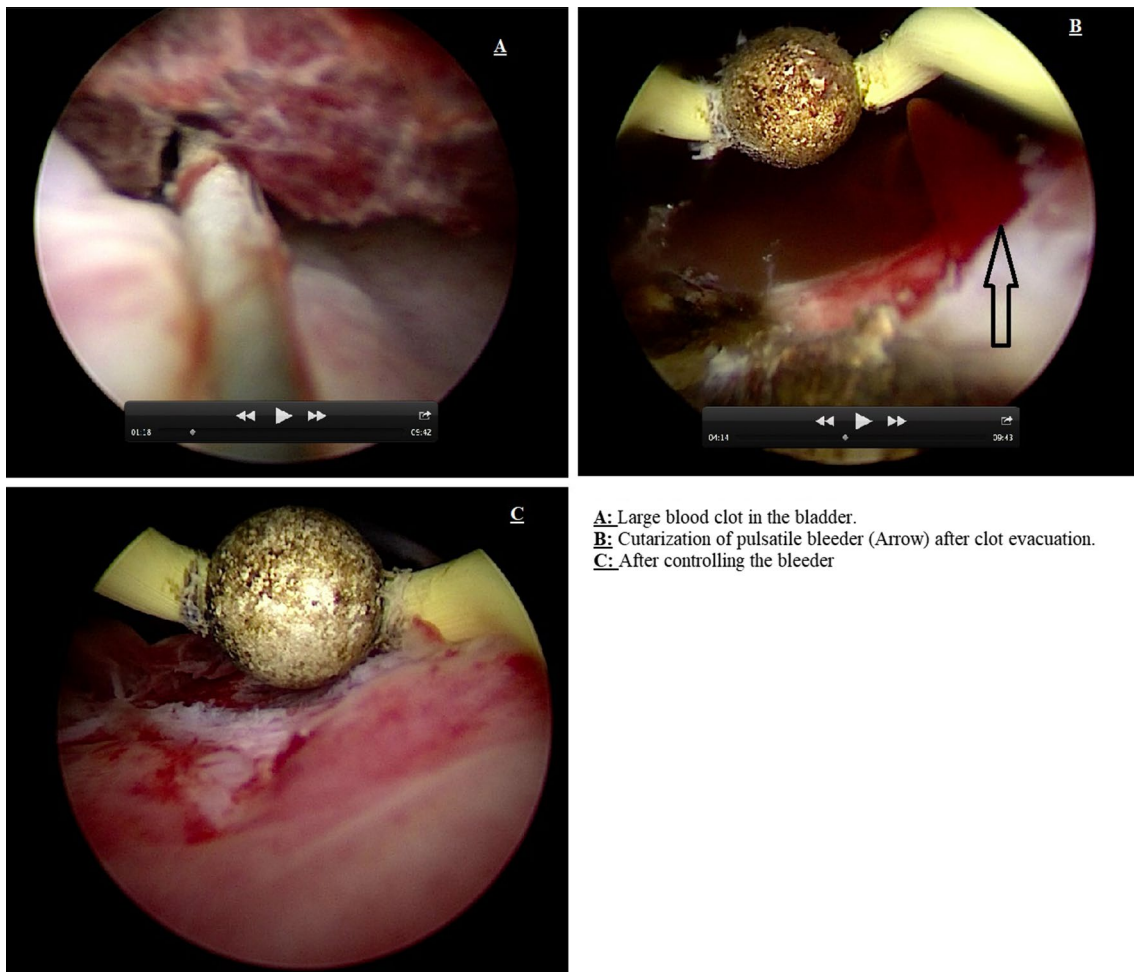 A
B
01:18
09:42
04:14
09:43
C
A: Large blood clot in the bladder.
B: Cutarization of pulsatile bleeder (Arrow) after clot evacuation.
C: After controlling the bleeder